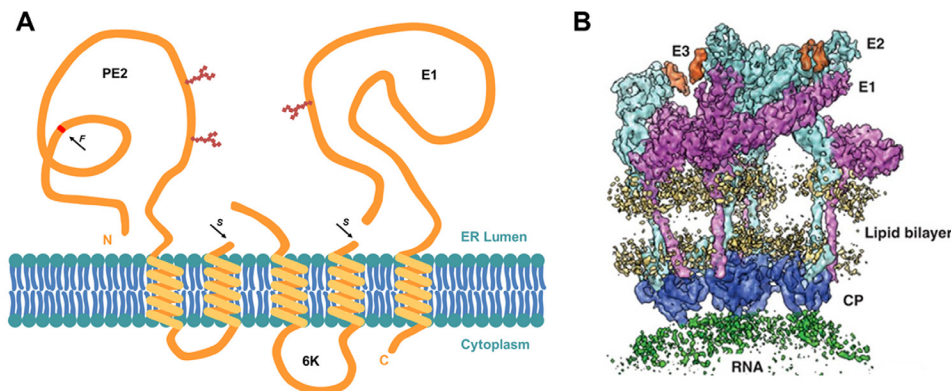 A
PE2
F
N
S
S
E1
ER Lumen
Cytoplasm
6K
C
B
E3
E2
E1
Lipid bilayer
CP
RNA